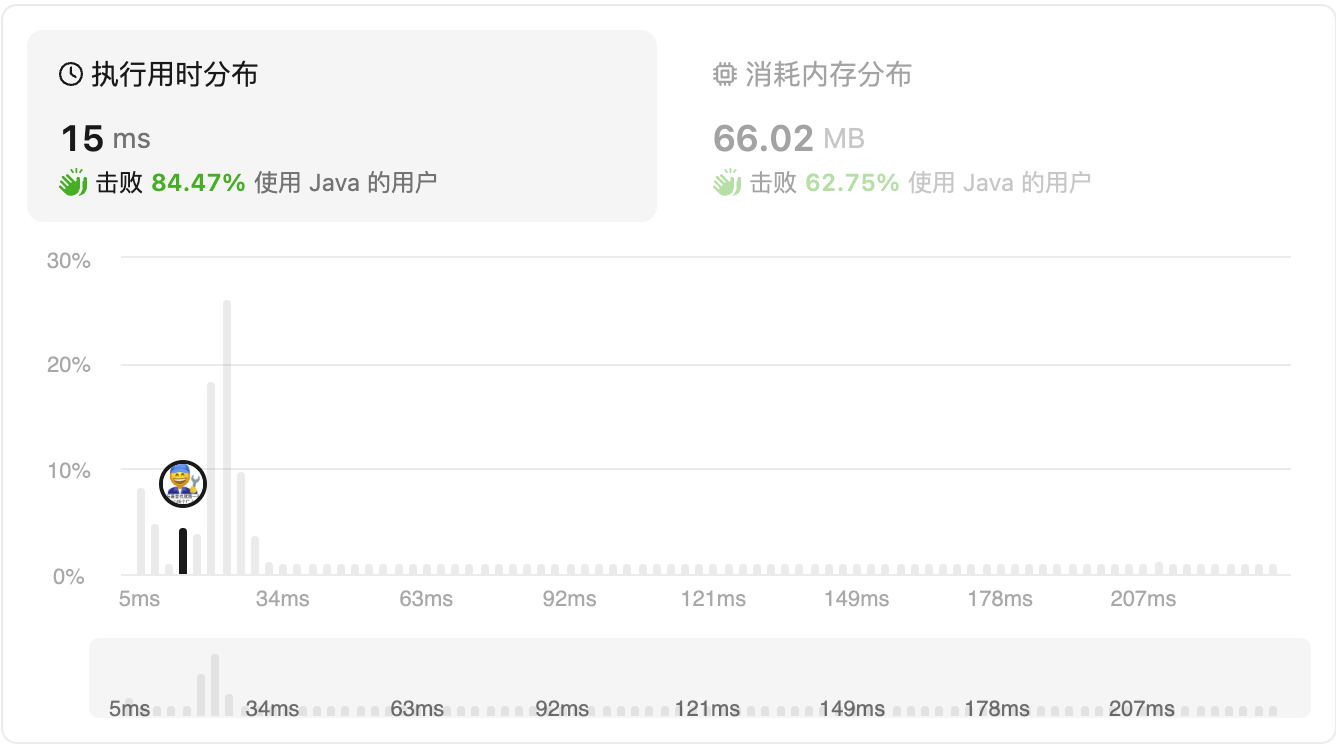 执行用时分布
15 ms
击败 84.47% 使用 Java 的用户
消耗内存分布
66.02 MB
击败 62.75% 使用 Java 的用户
30%
20%
10%
0%
5ms 34ms 63ms 92ms 121ms 149ms 178ms 207ms
5ms 34ms 63ms 92ms 121ms 149ms 178ms 207ms